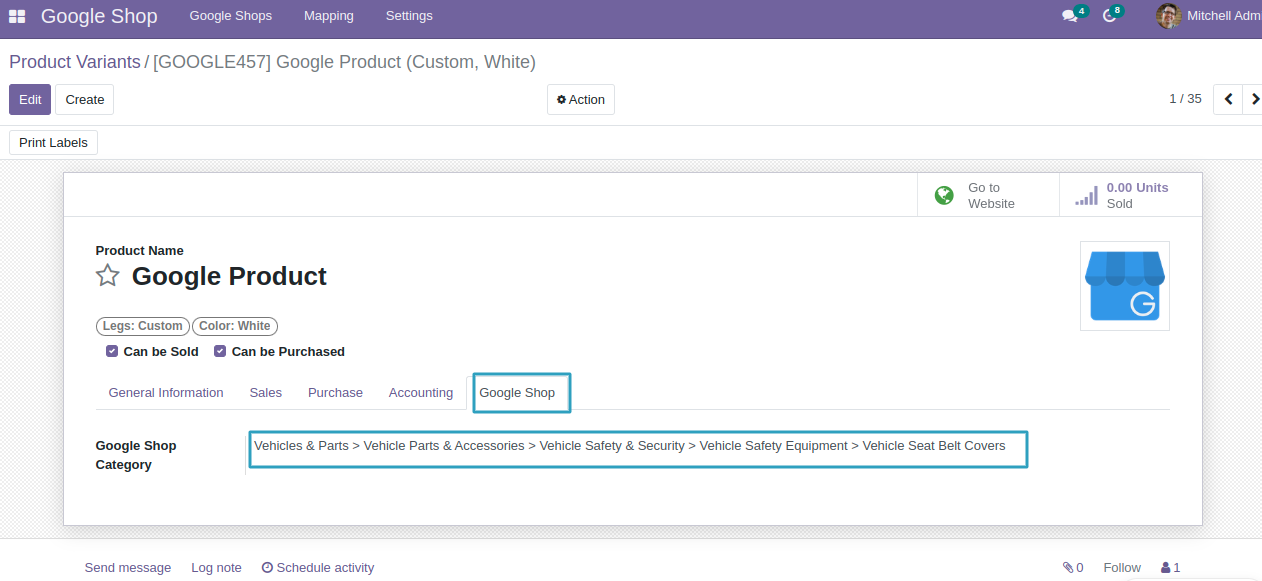 Google Shop Google Shops Mapping Settings 4 8 Mitchell Adm
Product Variants / [GOOGLE457] Google Product (Custom, White)
Edit Create Action 1 / 35
Print Labels
Go to
Website
0.00 Units
Sold
Product Name
Google Product
Legs: Custom Color: White
Can be Sold Can be Purchased
General Information Sales Purchase Accounting Google Shop
Google Shop
Category
Vehicles & Parts > Vehicle Parts & Accessories > Vehicle Safety & Security > Vehicle Safety Equipment > Vehicle Seat Belt Covers
Send message Log note Schedule activity 0 Follow 1